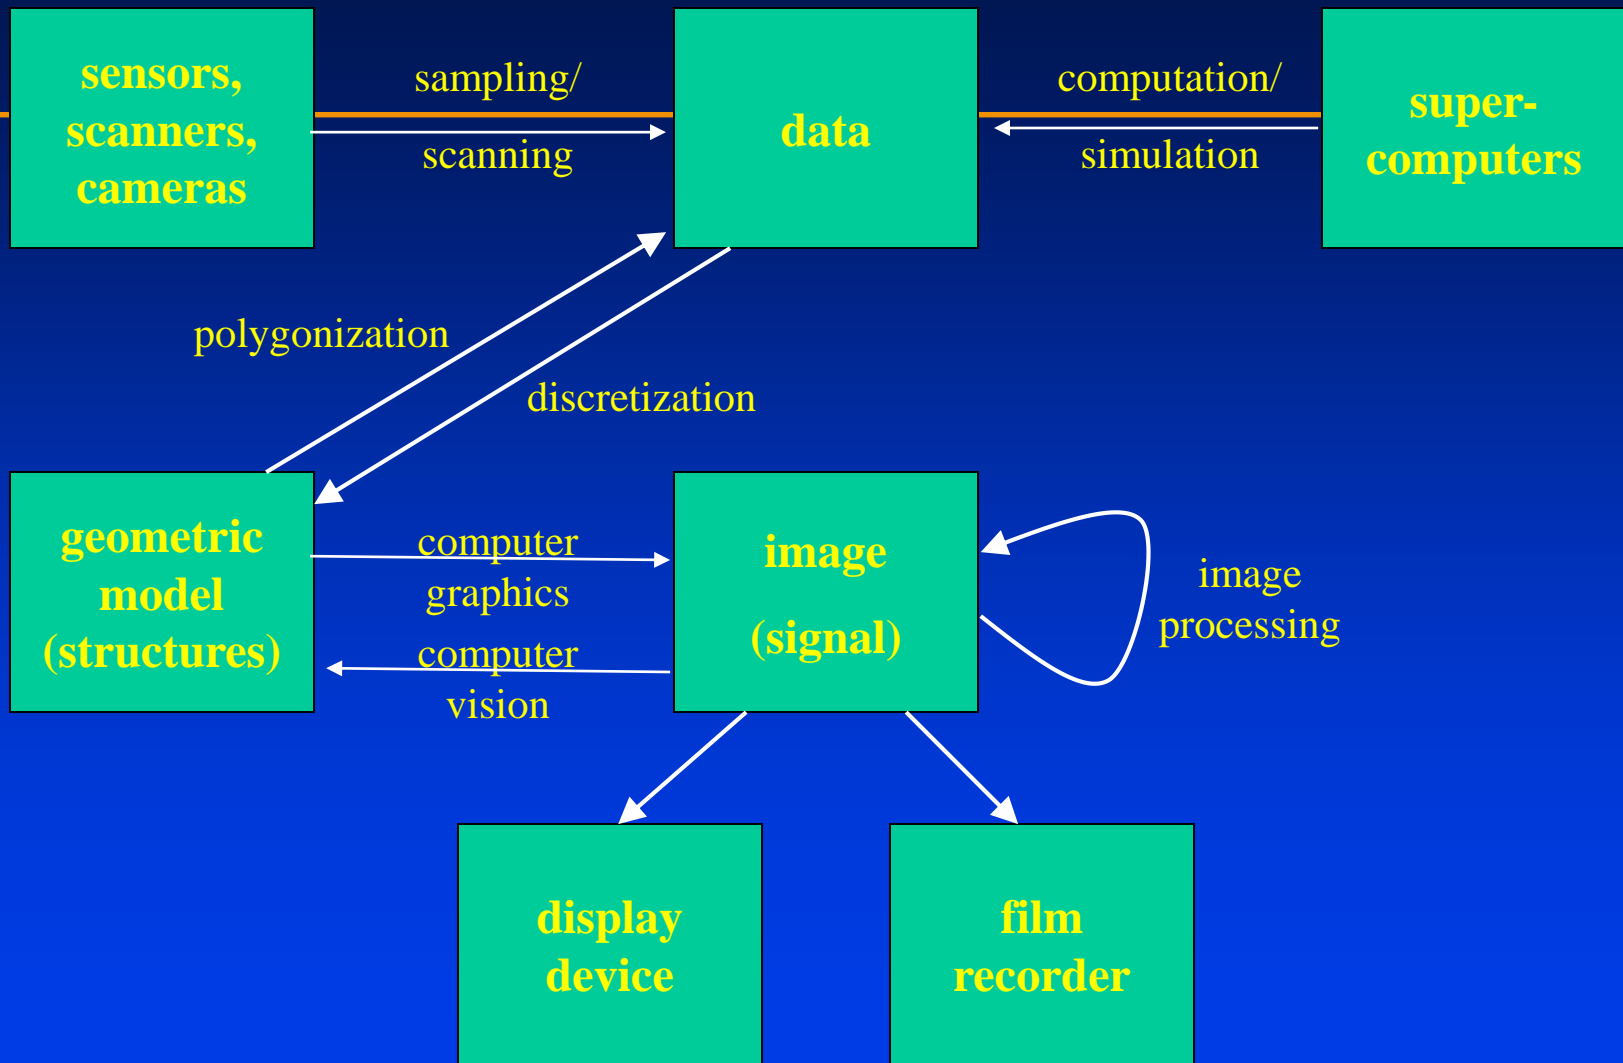 sensors,
scanners,
cameras
sampling/
scanning
data
computation/
simulation
super-
computers
polygonization
discretization
geometric
model
(structures)
computer
graphics
computer
vision
image
(signal)
image
processing
display
device
film
recorder